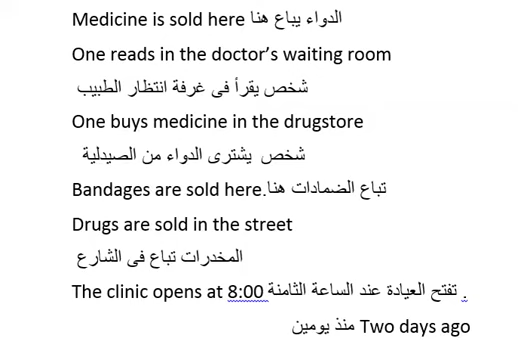 Medicine is sold here الدواء يباع هنا
One reads in the doctor’s waiting room
شخص يقرأ فى غرفة انتظار الطبيب
One buys medicine in the drugstore
شخص يشترى الدواء من الصيدلية
Bandages are sold here.تباع الضمادات هنا
Drugs are sold in the street
المخدرات تباع فى الشارع
The clinic opens at 8:00 تفتح العيادة عند الساعة الثامنة .
منذ يومين Two days ago